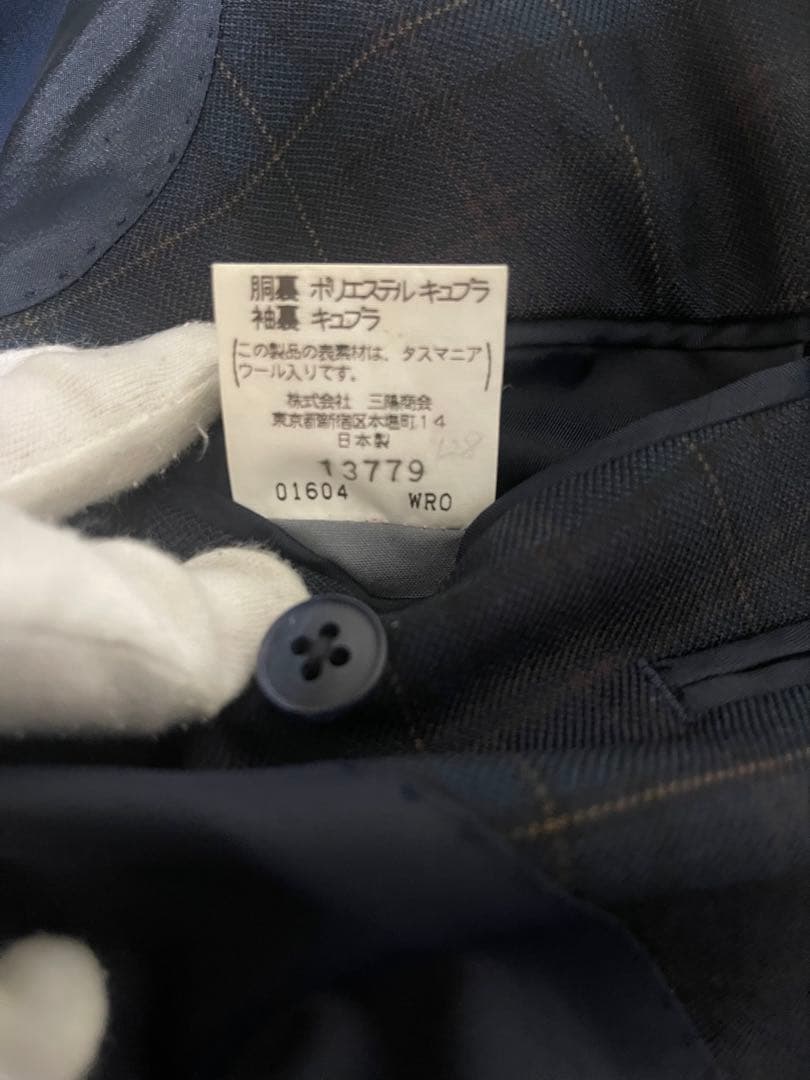 胴裏 ポリエステル キュプラ
袖裏 キュプラ
(この製品の表素材は、タスマニア
ウール入りです。)
株式会社 三陽商会
東京都新宿区本塩町14
日本製
13779
01604 WRO